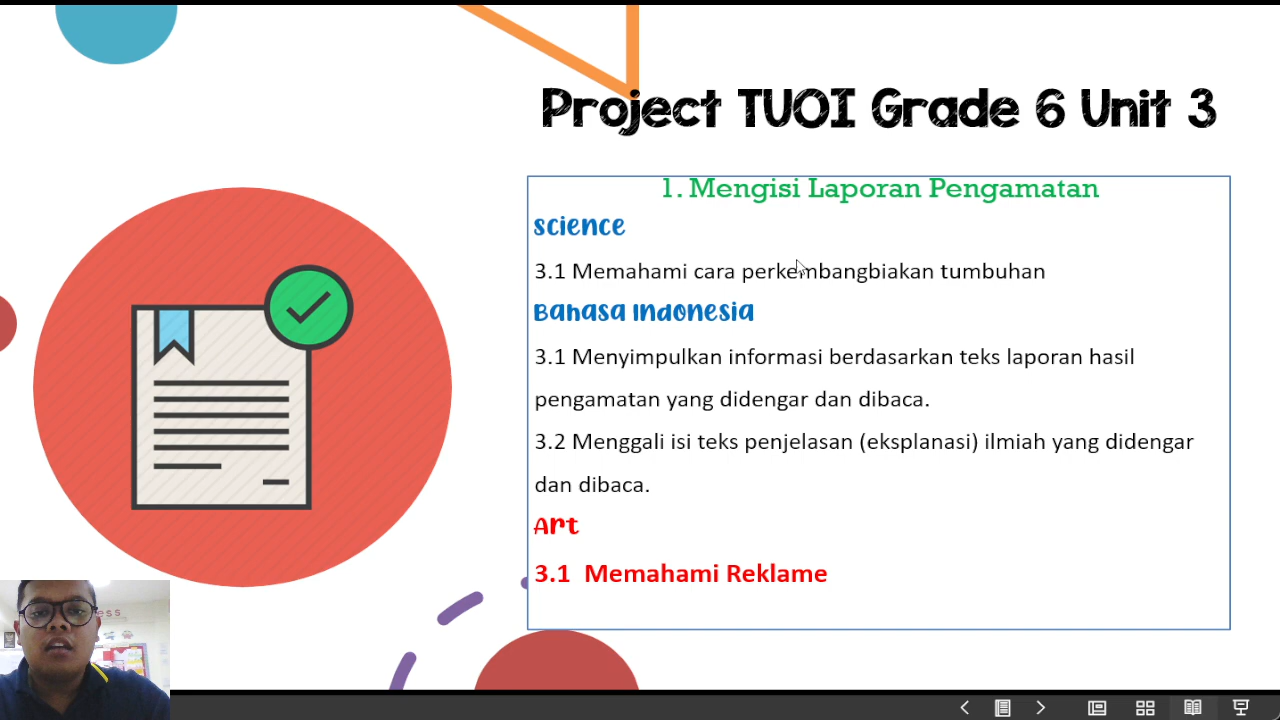 Project TUOI Grade 6 Unit 3
1. Mengisi Laporan Pengamatan
science
3.1 Memahami cara perkembangbiakan tumbuhan
Bahasa Indonesia
3.1 Menyimpulkan informasi berdasarkan teks laporan hasil
pengamatan yang didengar dan dibaca.
3.2 Menggali isi teks penjelasan (eksplanasi) ilmiah yang didengar
dan dibaca.
Art
3.1 Memahami Reklame